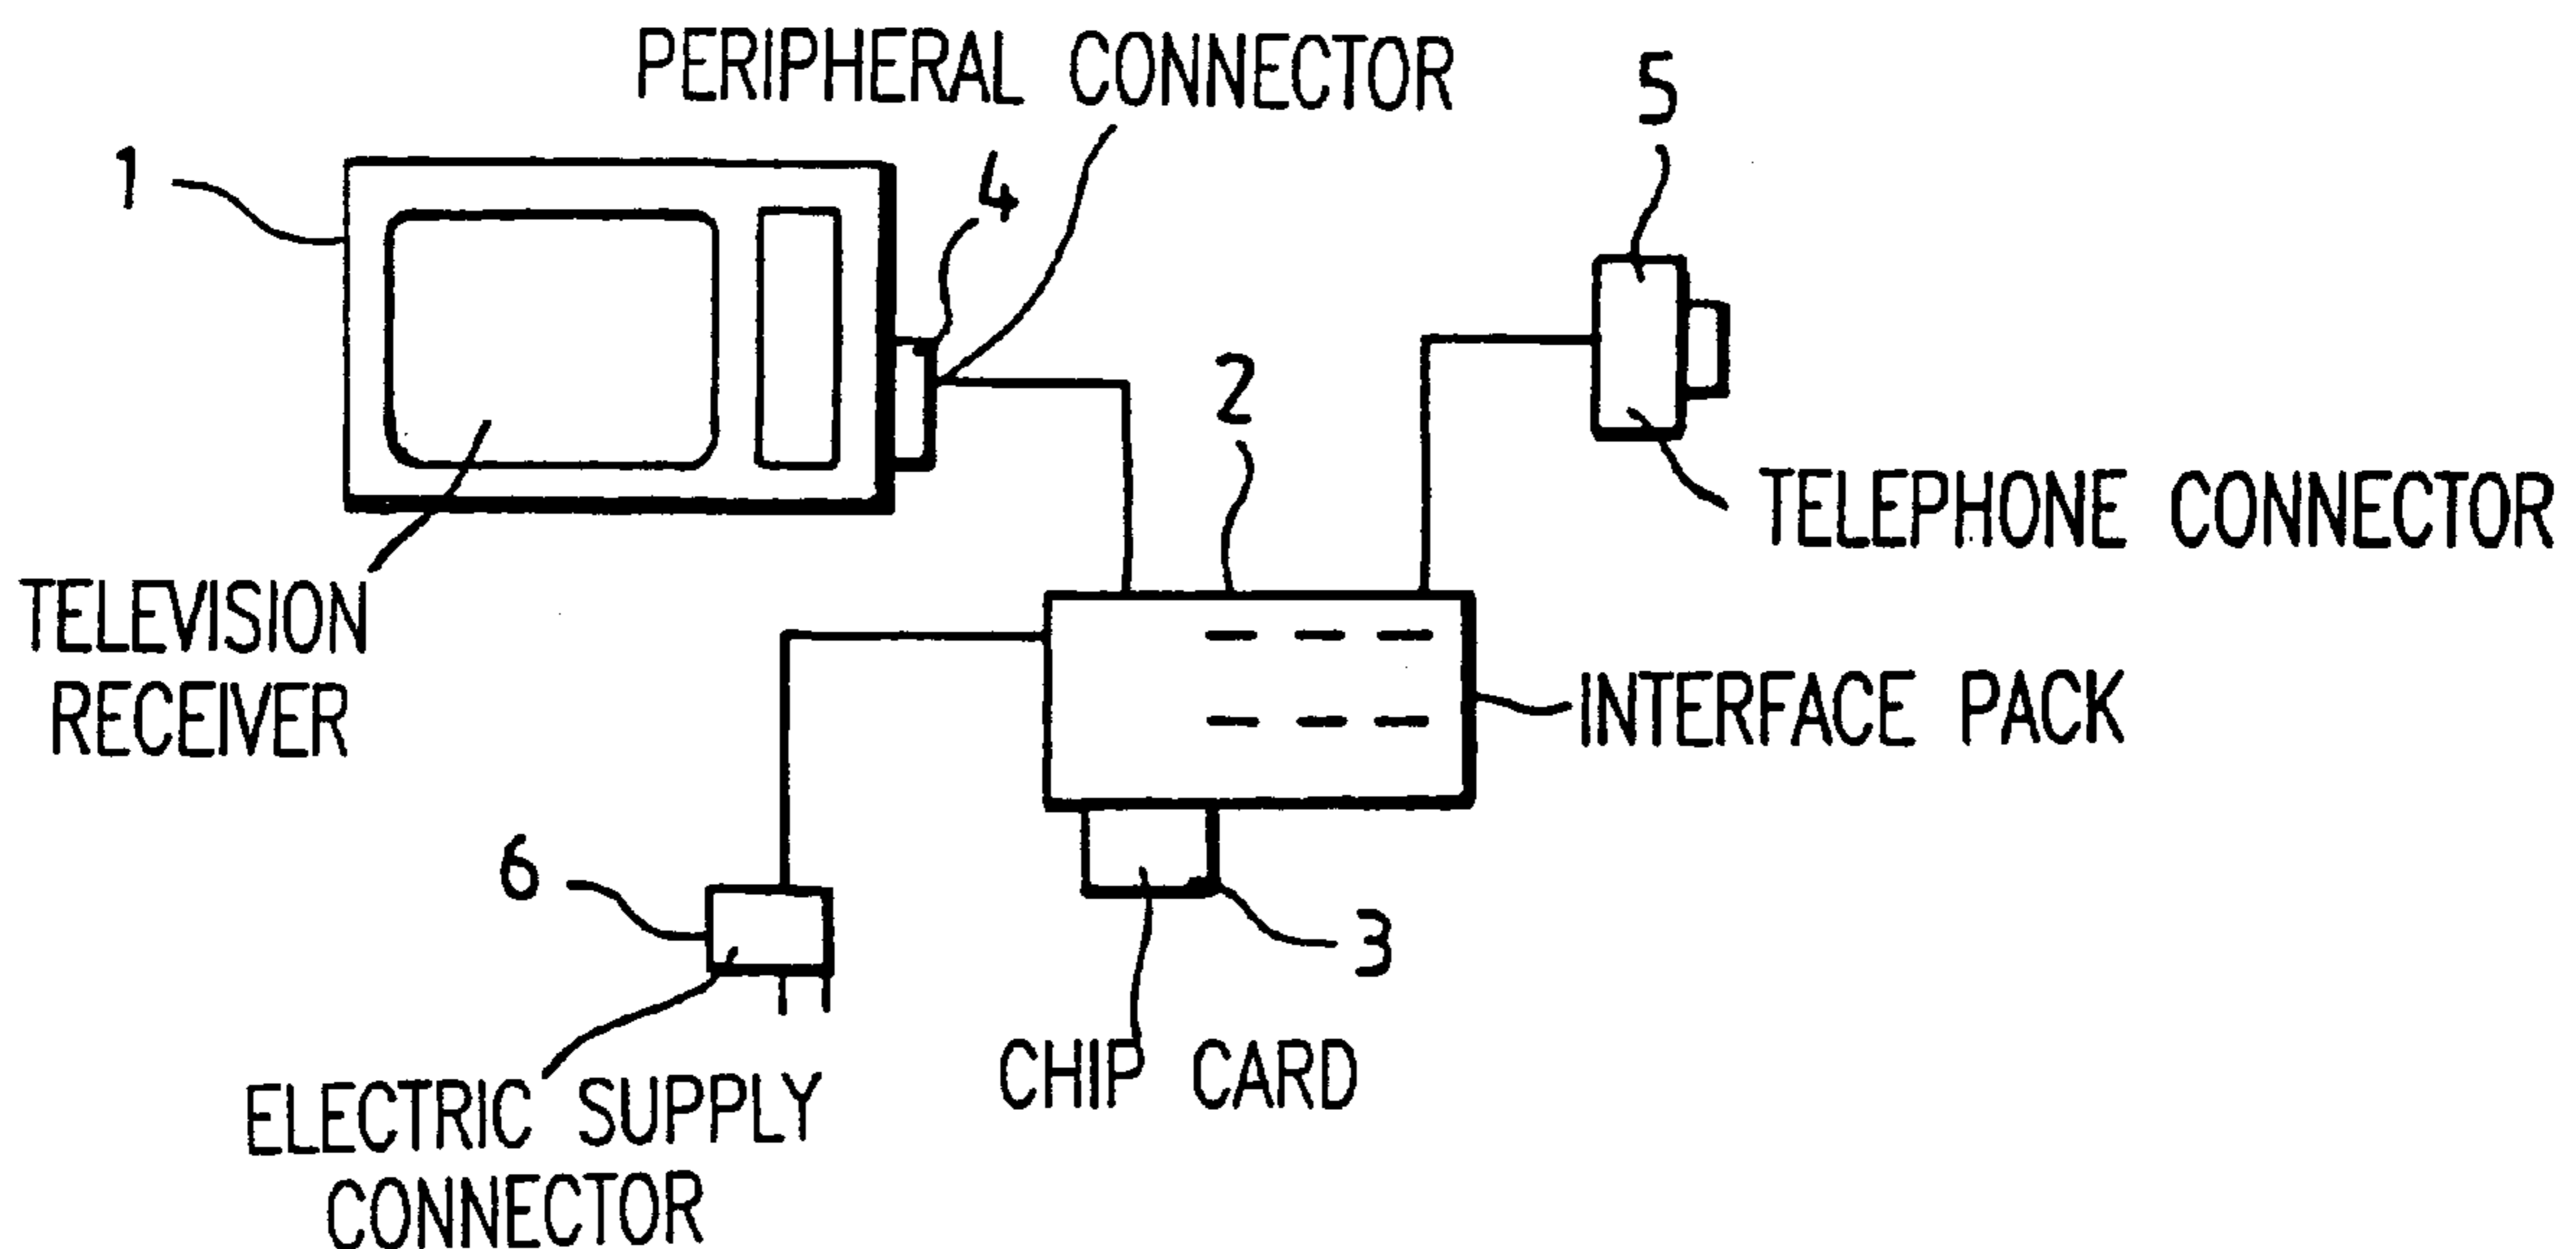 PERIPHERAL CONNECTOR
5
1
4
2
TELEPHONE CONNECTOR
TELEVISION
RECEIVER
INTERFACE PACK
6
3
CHIP CARD
ELECTRIC SUPPLY
CONNECTOR